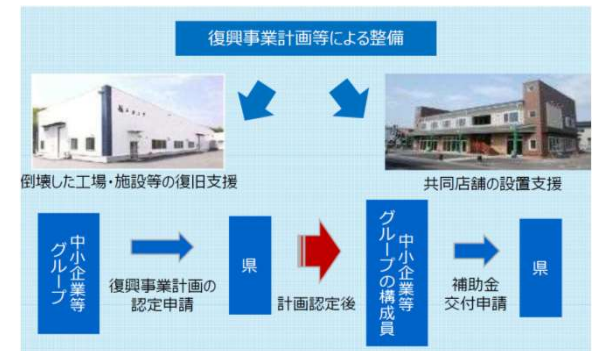 復興事業計画等による整備
倒壊した工場・施設等の復旧支援
共同店舗の設置支援
中小企業等
グループ
復興事業計画の
認定申請
県
計画認定後
中小企業等
グループの構成員
補助金
交付申請
県